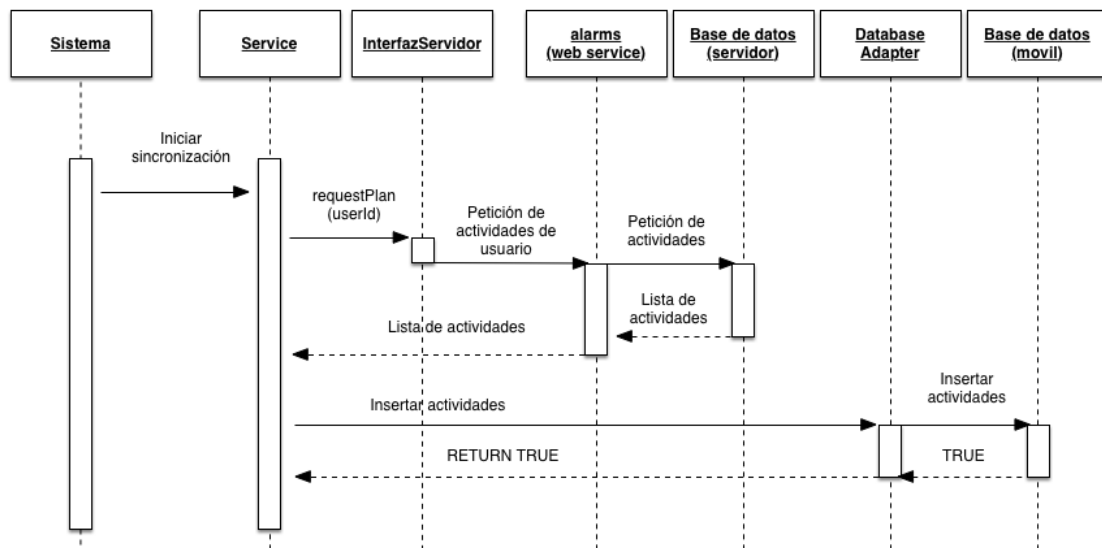 Sistema
Service
InterfazServidor
alarms
(web service)
Base de datos
(servidor)
Database
Adapter
Base de datos
(movil)
Iniciar
sincronización
requestPlan
(userId)
Petición de
actividades de
usuario
Petición de
actividades
Lista de
actividades
Lista de actividades
Insertar actividades
Insertar
actividades
RETURN TRUE
TRUE